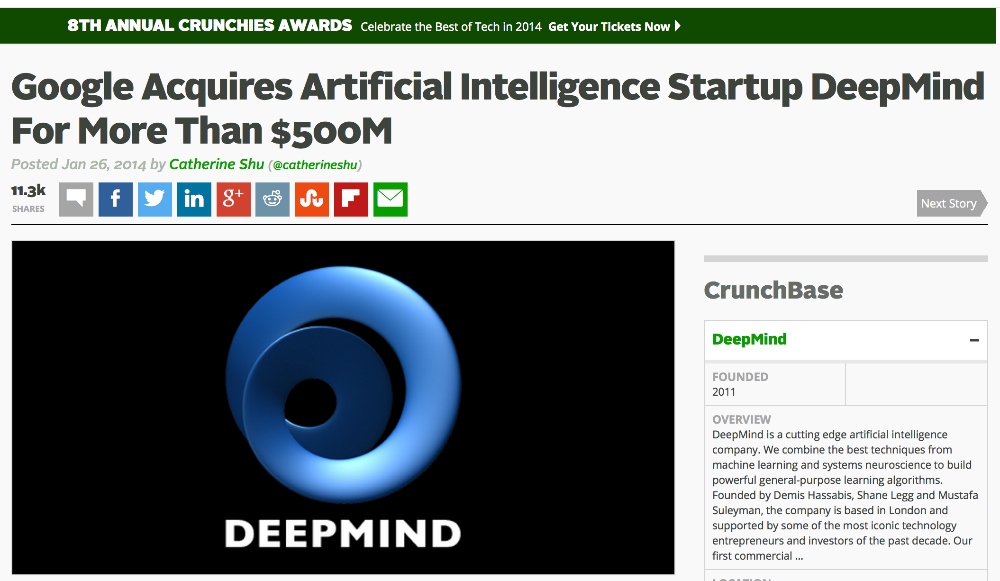 8TH ANNUAL CRUNCHIES AWARDS Celebrate the Best of Tech in 2014 Get Your Tickets Now
Google Acquires Artificial Intelligence Startup DeepMind
For More Than $500M
Posted Jan 26, 2014 by Catherine Shu (@catherineshu)
11.3k
SHARES
f
in
g+
Next Story
DEEPMIND
CrunchBase
DeepMind
FOUNDED
2011
OVERVIEW
DeepMind is a cutting edge artificial intelligence
company. We combine the best techniques from
machine learning and systems neuroscience to build
powerful general-purpose learning algorithms.
Founded by Demis Hassabis, Shane Legg and Mustafa
Suleyman, the company is based in London and
supported by some of the most iconic technology
entrepreneurs and investors of the past decade. Our
first commercial ...
LOCATION